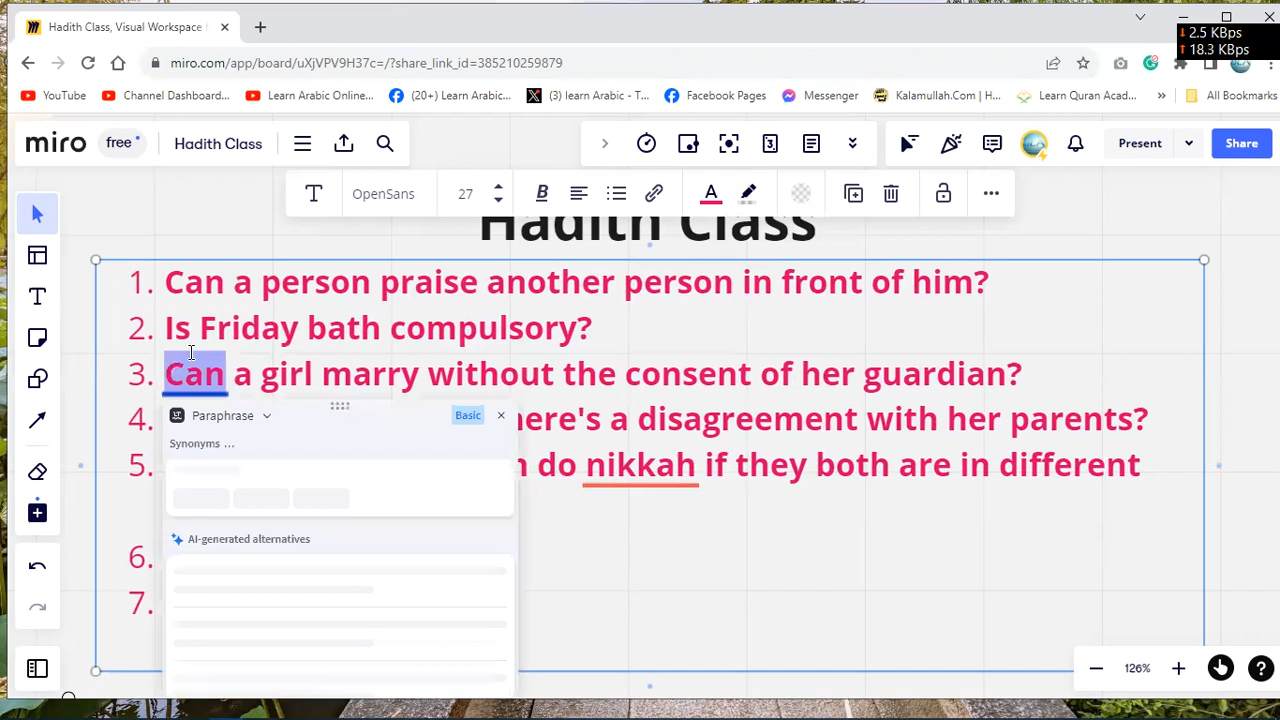 Hadith Class, Visual Workspace
2.5 KBps
18.3 KBps
miro.com/app/board/uXjVPV9H37c=/?share_link_id=385210259879
YouTube
Channel Dashboard...
Learn Arabic Online...
(20+) Learn Arabic...
(3) learn Arabic - T...
Facebook Pages
Messenger
Kalamullah.Com | H...
Learn Quran Acade...
»
All Bookmarks
miro
free
Hadith Class
3
Present
Share
T
OpenSans
27
B
A
Hadith Class
1. Can a person praise another person in front of him?
2. Is Friday bath compulsory?
3. Can a girl marry without the consent of her guardian?
4. here's a disagreement with her parents?
5. n do nikkah if they both are in different
6.
7.
Paraphrase
Basic
Synonyms ...
AI-generated alternatives
126%
?